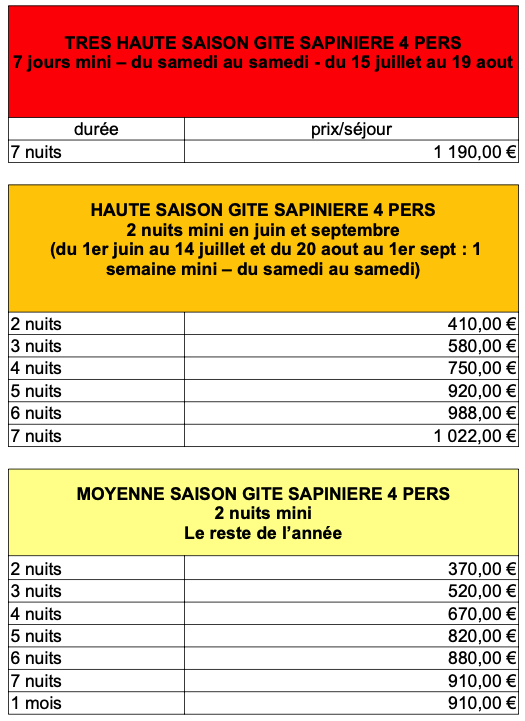 TRES HAUTE SAISON GITE SAPINIERE 4 PERS
7 jours mini – du samedi au samedi - du 15 juillet au 19 aout
durée prix/séjour
7 nuits 1 190,00 €
HAUTE SAISON GITE SAPINIERE 4 PERS
2 nuits mini en juin et septembre
(du 1er juin au 14 juillet et du 20 aout au 1er sept : 1
semaine mini – du samedi au samedi)
2 nuits 410,00 €
3 nuits 580,00 €
4 nuits 750,00 €
5 nuits 920,00 €
6 nuits 988,00 €
7 nuits 1 022,00 €
MOYENNE SAISON GITE SAPINIERE 4 PERS
2 nuits mini
Le reste de l’année
2 nuits 370,00 €
3 nuits 520,00 €
4 nuits 670,00 €
5 nuits 820,00 €
6 nuits 880,00 €
7 nuits 910,00 €
1 mois 910,00 €